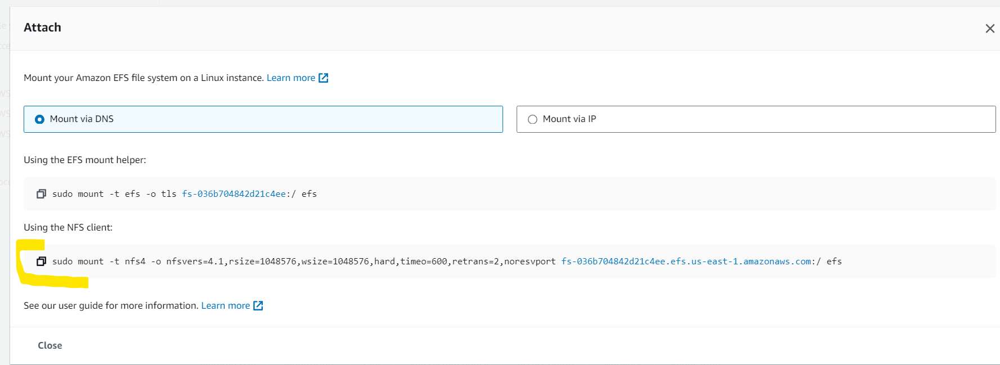 Attach
Mount your Amazon EFS file system on a Linux instance. Learn more
Mount via DNS
Mount via IP
Using the EFS mount helper:
sudo mount -t efs -o tls fs-036b704842d21c4ee:/ efs
Using the NFS client:
sudo mount -t nfs4 -o nfsvers=4.1,rsize=1048576,wsize=1048576,hard,timeo=600,retrans=2,noresvport fs-036b704842d21c4ee.efs.us-east-1.amazonaws.com:/ efs
See our user guide for more information. Learn more
Close